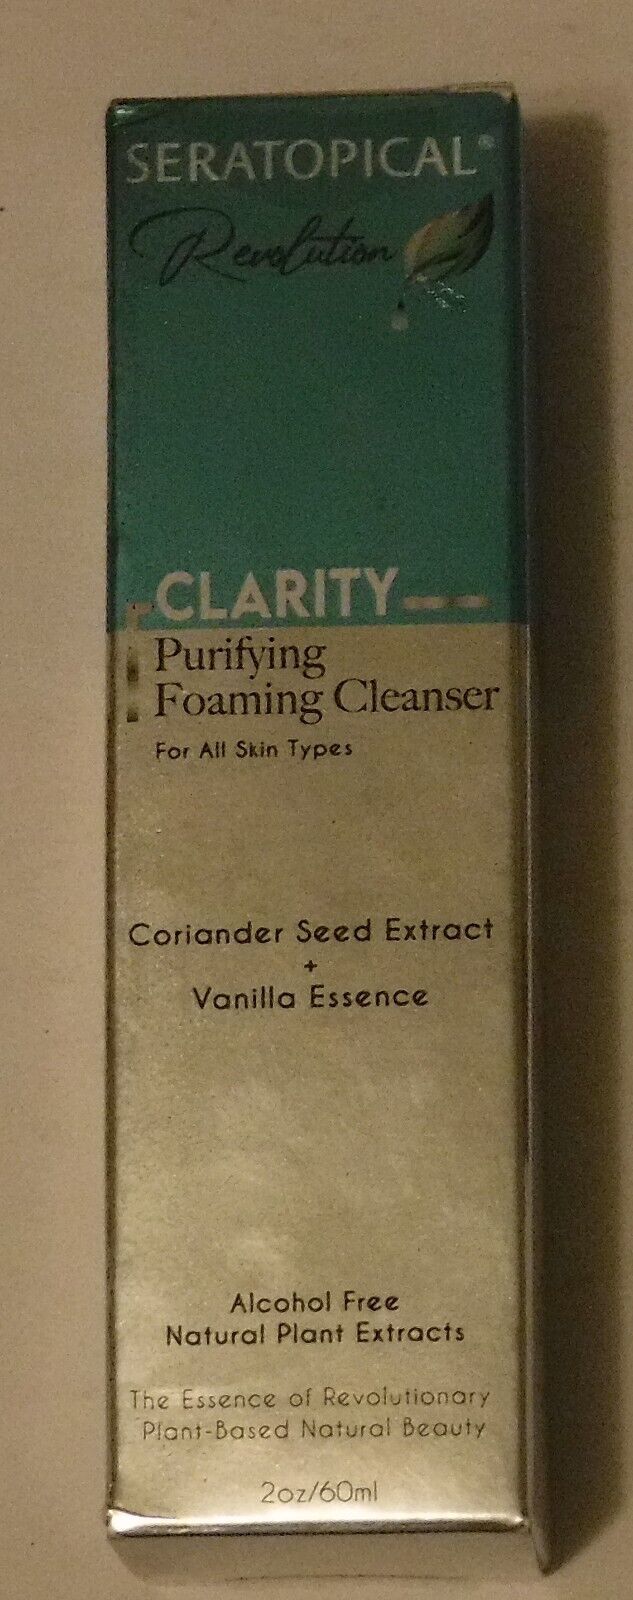 SERATOPICAL®
Revolution
CLARITY
Purifying
Foaming Cleanser
For All Skin Types
Coriander Seed Extract
+
Vanilla Essence
Alcohol Free
Natural Plant Extracts
The Essence of Revolutionary
Plant-Based Natural Beauty
2oz/60ml